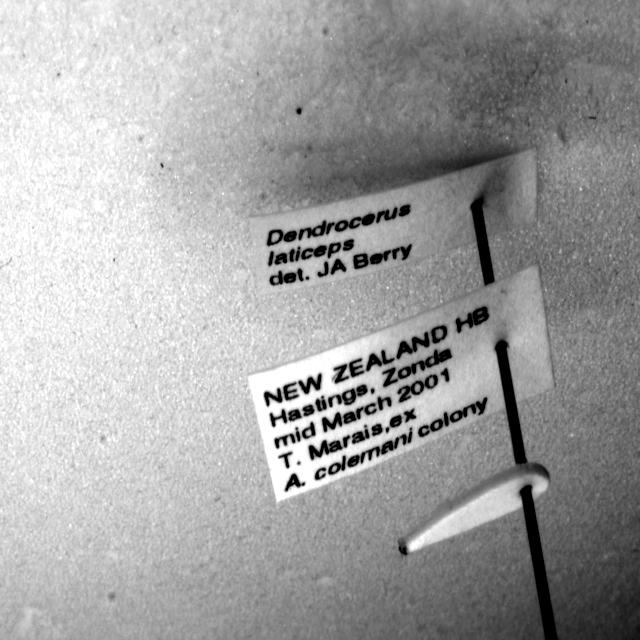 Dendrocerus
laticeps
det. JA Berry
NEW ZEALAND HB
Hastings, Zonda
mid March 2001
T. Marais, ex
A. colemani colony